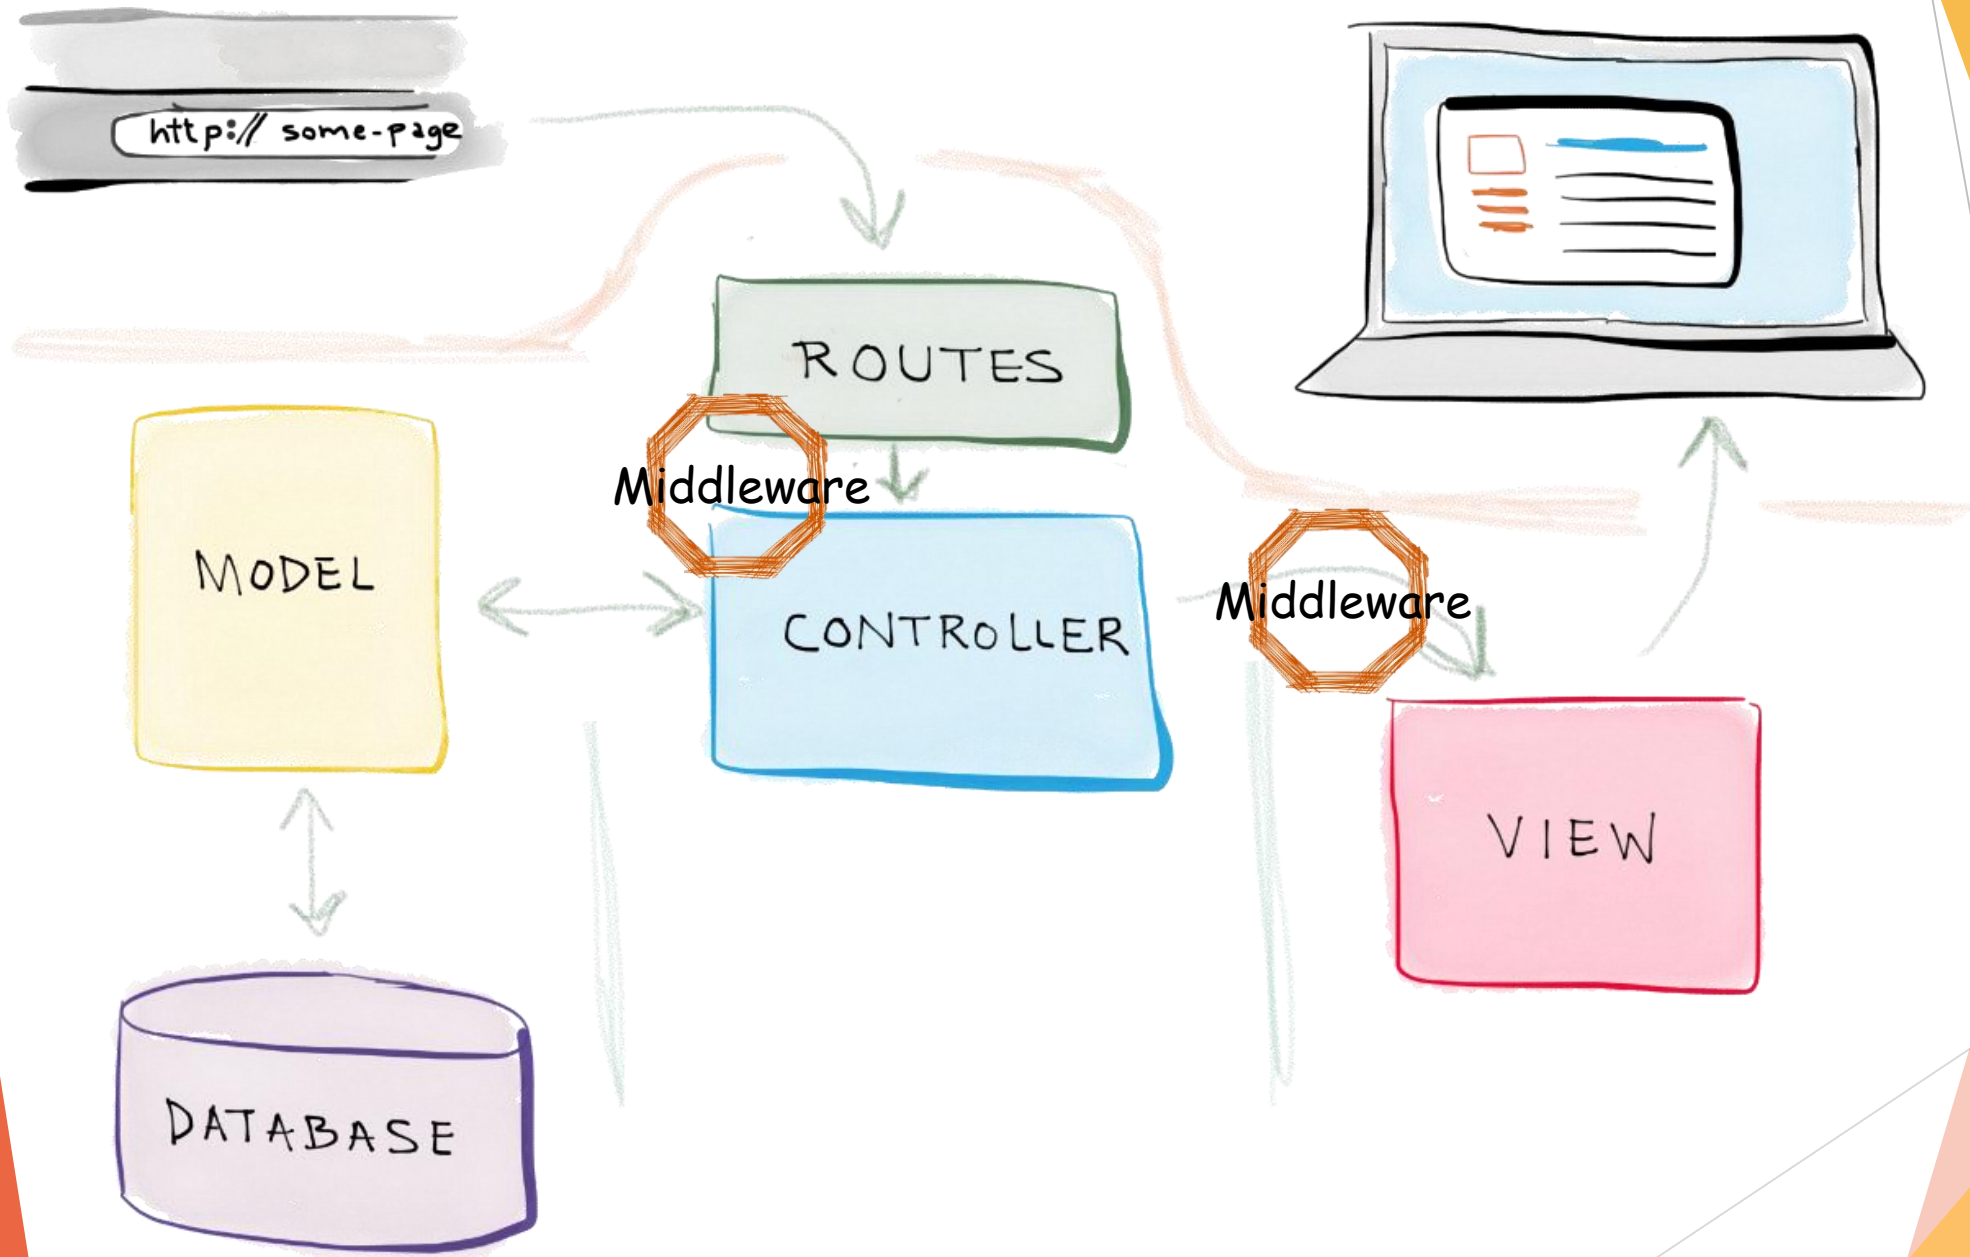 http:// some-page
ROUTES
Middleware
MODEL
CONTROLLER
Middleware
VIEW
DATABASE